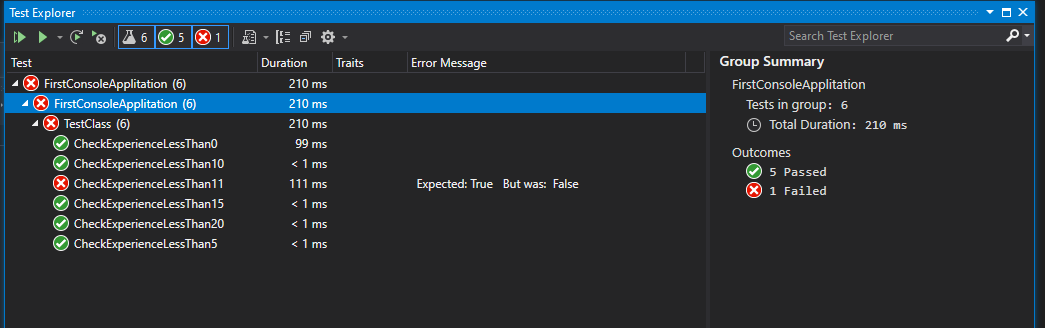 Test Explorer
6 5 1
Search Test Explorer
Test Duration Traits Error Message
FirstConsoleApplitation (6) 210 ms
FirstConsoleApplitation (6) 210 ms
TestClass (6) 210 ms
CheckExperienceLessThan0 99 ms
CheckExperienceLessThan10 < 1 ms
CheckExperienceLessThan11 111 ms Expected: True But was: False
CheckExperienceLessThan15 < 1 ms
CheckExperienceLessThan20 < 1 ms
CheckExperienceLessThan5 < 1 ms
Group Summary
FirstConsoleApplitation
Tests in group: 6
Total Duration: 210 ms
Outcomes
5 Passed
1 Failed